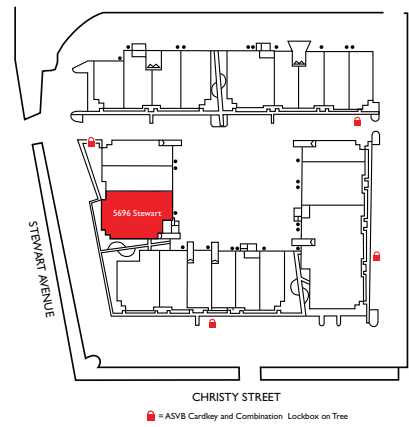 5696 Stewart
STEWART AVENUE
CHRISTY STREET
= ASVB Cardkey and Combination Lockbox on Tree